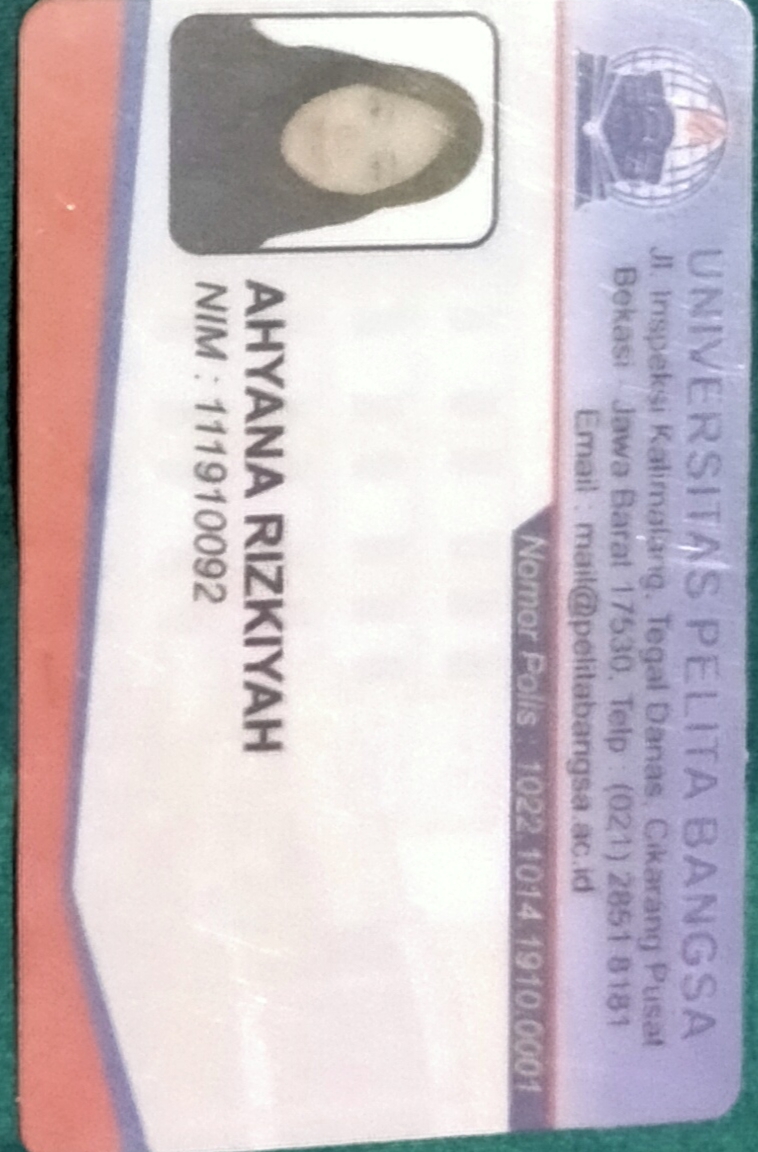 UNIVERSITAS PELITA BANGSA
Jl. Inspeksi Kalimalang, Tegal Danas, Cikarang Pusat
Bekasi - Jawa Barat 17530, Telp : (021) 2851 8181
Email : mail@pelitabangsa.ac.id
Nomor Polis : 1022.1014.1910.0001
AHYANA RIZKIYAH
NIM : 111910092